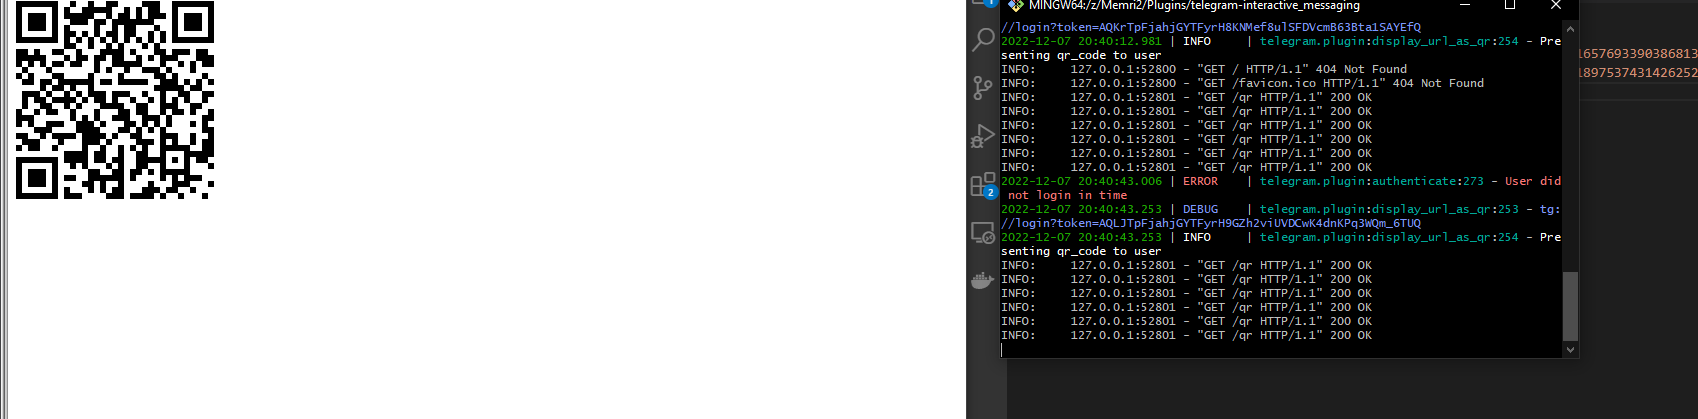 MINGW64:/z/Memri2/Plugins/telegram-interactive_messaging
//login?token=AQKrTpFjahjGYTFyrH8KNMef8ulSFDVcmB63Bta1SAYEfQ
2022-12-07 20:40:12.981 | INFO     | telegram.plugin:display_url_as_qr:254 - Pre
senting qr_code to user
INFO:     127.0.0.1:52800 - "GET / HTTP/1.1" 404 Not Found
INFO:     127.0.0.1:52800 - "GET /favicon.ico HTTP/1.1" 404 Not Found
INFO:     127.0.0.1:52801 - "GET /qr HTTP/1.1" 200 OK
INFO:     127.0.0.1:52801 - "GET /qr HTTP/1.1" 200 OK
INFO:     127.0.0.1:52801 - "GET /qr HTTP/1.1" 200 OK
INFO:     127.0.0.1:52801 - "GET /qr HTTP/1.1" 200 OK
INFO:     127.0.0.1:52801 - "GET /qr HTTP/1.1" 200 OK
INFO:     127.0.0.1:52801 - "GET /qr HTTP/1.1" 200 OK
2022-12-07 20:40:43.006 | ERROR    | telegram.plugin:authenticate:273 - User did
 not login in time
2022-12-07 20:40:43.253 | DEBUG    | telegram.plugin:display_url_as_qr:253 - tg:
//login?token=AQLJTpFjahjGYTFyrH9GZh2viUVDCwK4dnKPq3WQm_6TUQ
2022-12-07 20:40:43.253 | INFO     | telegram.plugin:display_url_as_qr:254 - Pre
senting qr_code to user
INFO:     127.0.0.1:52801 - "GET /qr HTTP/1.1" 200 OK
INFO:     127.0.0.1:52801 - "GET /qr HTTP/1.1" 200 OK
INFO:     127.0.0.1:52801 - "GET /qr HTTP/1.1" 200 OK
INFO:     127.0.0.1:52801 - "GET /qr HTTP/1.1" 200 OK
INFO:     127.0.0.1:52801 - "GET /qr HTTP/1.1" 200 OK
INFO:     127.0.0.1:52801 - "GET /qr HTTP/1.1" 200 OK
1
2
1657693390386813
1897537431426252